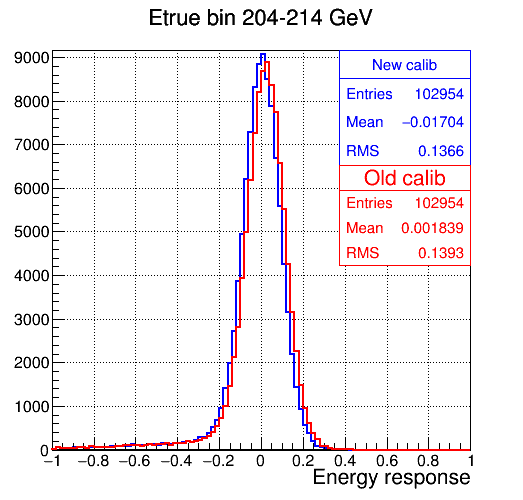 Etrue bin 204-214 GeV
New calib
Entries 102954
Mean −0.01704
RMS 0.1366
Old calib
Entries 102954
Mean 0.001839
RMS 0.1393
9000
8000
7000
6000
5000
4000
3000
2000
1000
0
−1 −0.8 −0.6 −0.4 −0.2 0 0.2 0.4 0.6 0.8 1
Energy response